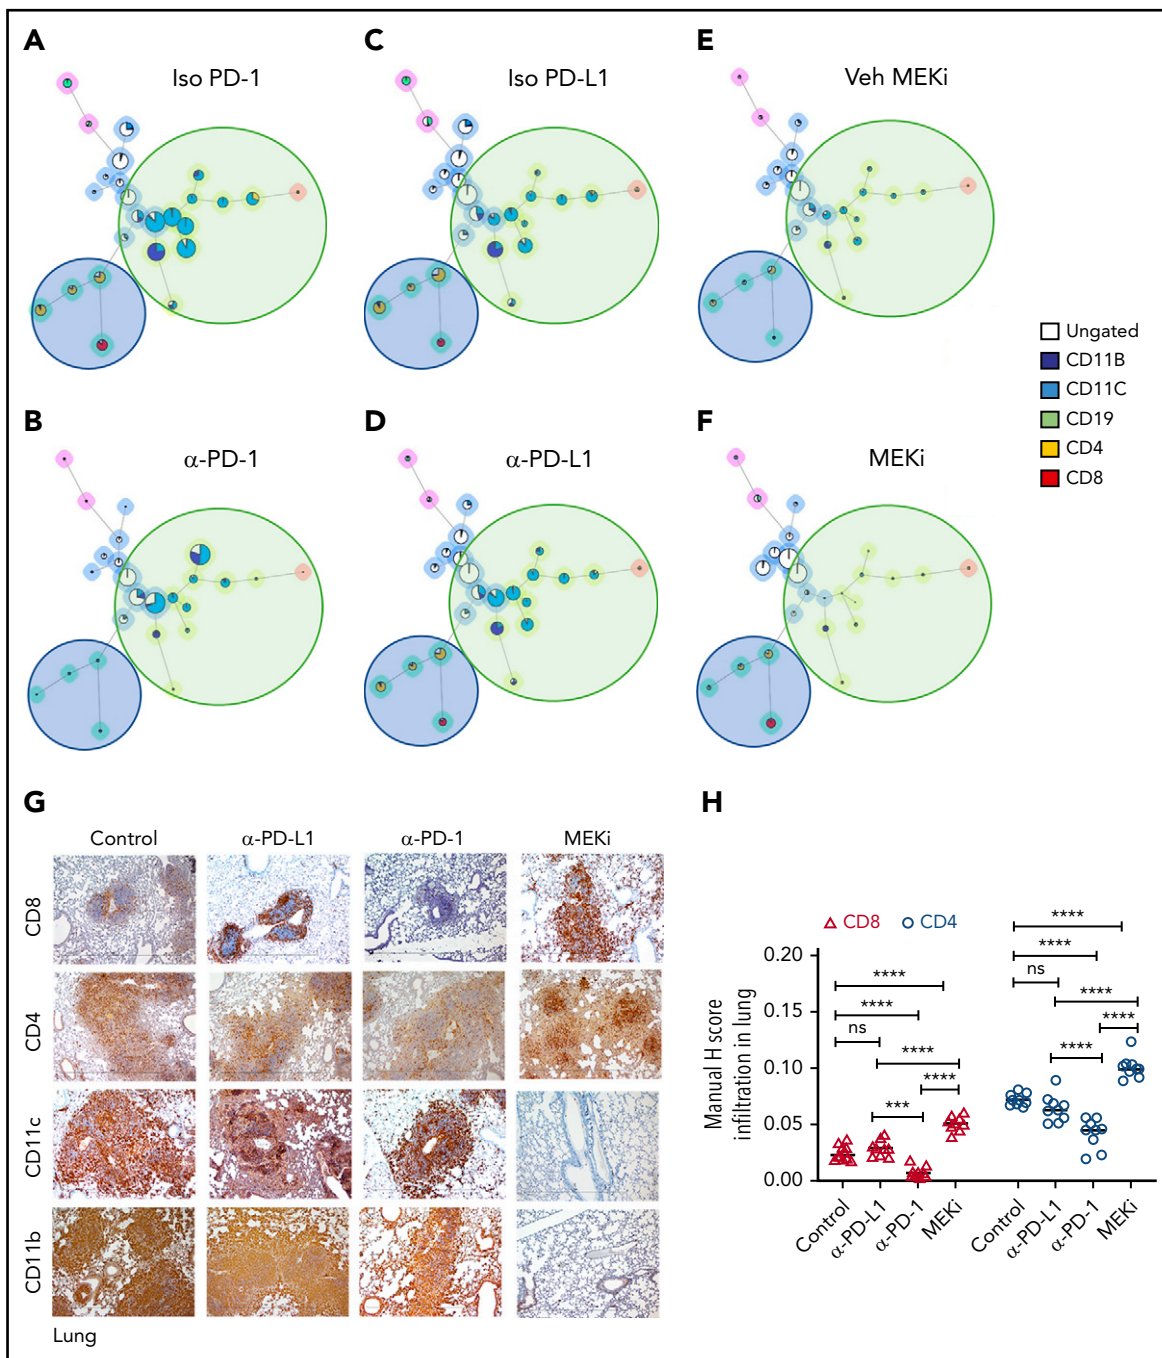 A
Iso PD-1
C
Iso PD-L1
E
Veh MEKi
Ungated
CD11B
CD11C
CD19
CD4
CD8
B
α-PD-1
D
α-PD-L1
F
MEKi
G
Control
α-PD-L1
α-PD-1
MEKi
CD8
CD4
CD11c
CD11b
Lung
H
CD8
CD4
Manual H score
infiltration in lung
0.20
0.15
0.10
0.05
0.00
****
****
ns
****
****
***
****
****
ns
****
****
****
Control
α-PD-L1
α-PD-1
MEKi
Control
α-PD-L1
α-PD-1
MEKi